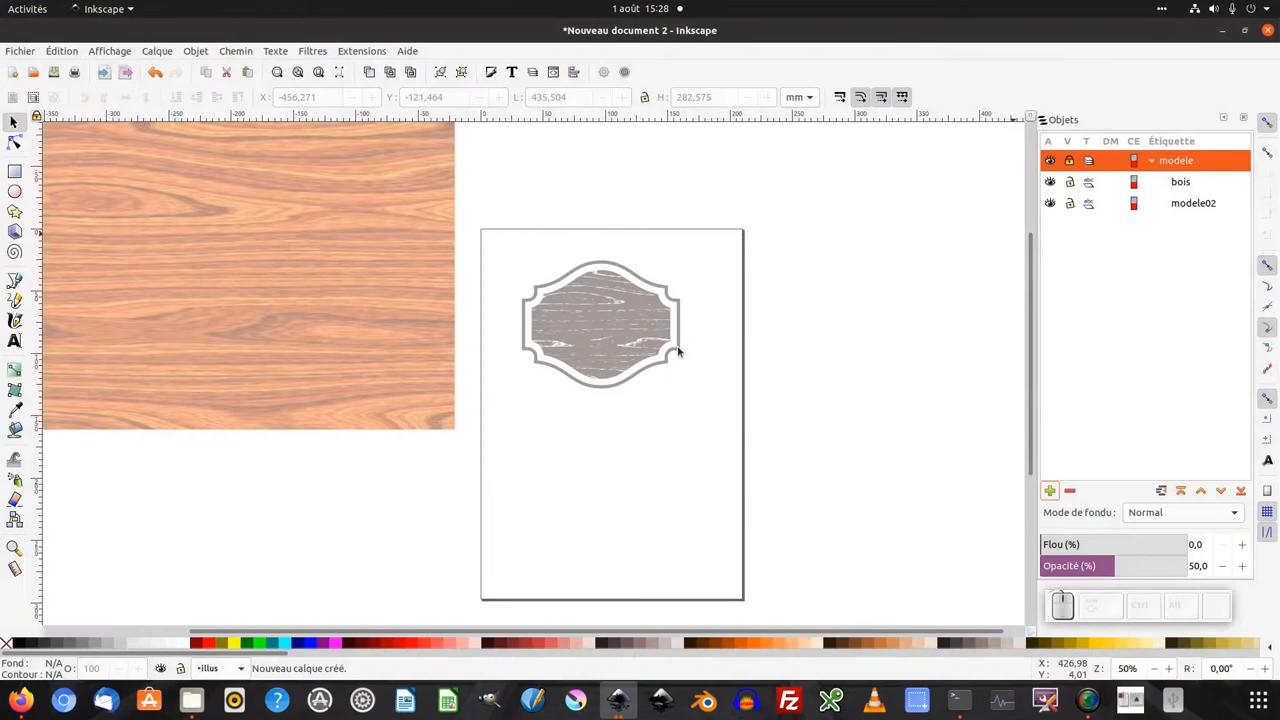 Activités Inkscape 1 août 15:28
*Nouveau document 2 - Inkscape
Fichier Édition Affichage Calque Objet Chemin Texte Filtres Extensions Aide
X: -456,271 Y: -121,464 L: 435,504 H: 282,575 mm
Objets
A V T DM CE Étiquette
modele
bois
modele02
Mode de fondu : Normal
Flou (%) 0,0
Opacité (%) 50,0
Ctrl Alt
Fond : N/A
Contour : N/A
O: 100
•illus
Nouveau calque créé.
X: 426,98
Y: 4,01
Z: 50%
R: 0,00°